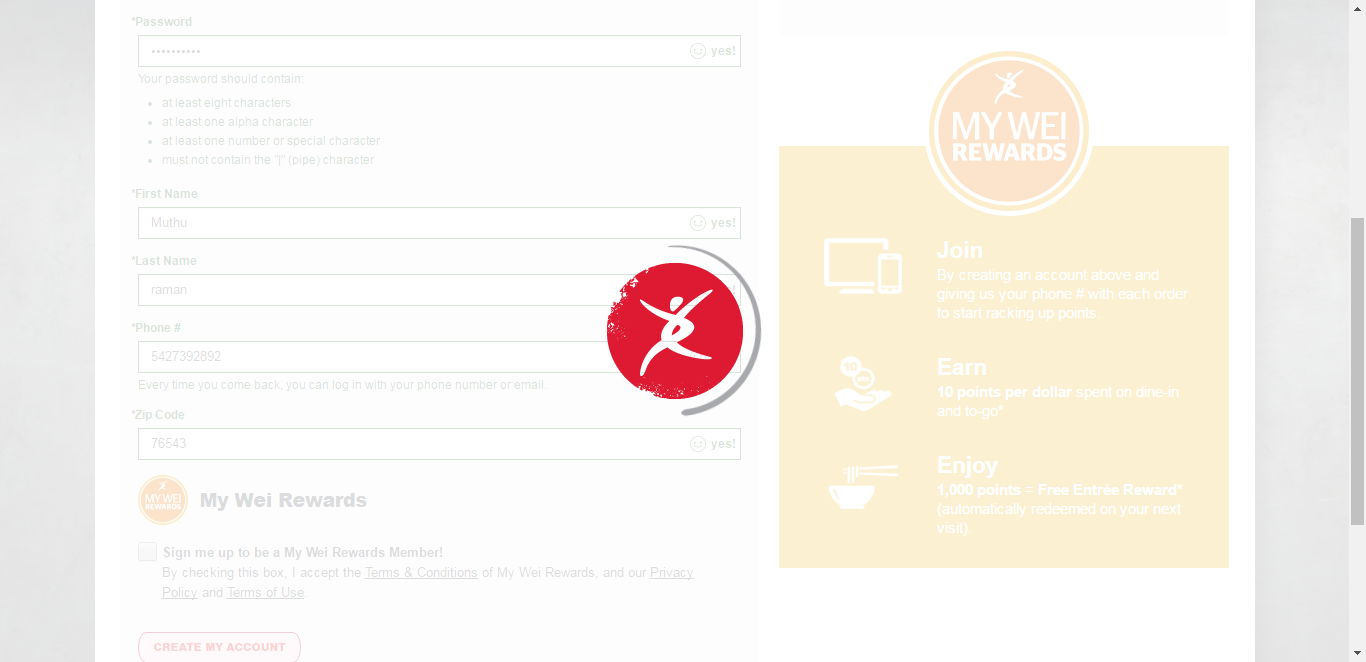 *Password
•••••••••• yes!
Your password should contain:
• at least eight characters
• at least one alpha character
• at least one number or special character
• must not contain the "|" (pipe) character
*First Name
Muthu yes!
*Last Name
raman
*Phone #
5427392892
Every time you come back, you can log in with your phone number or email.
*Zip Code
76543 yes!
MY WEI
REWARDS
My Wei Rewards
Sign me up to be a My Wei Rewards Member!
By checking this box, I accept the Terms & Conditions of My Wei Rewards, and our Privacy
Policy and Terms of Use.
CREATE MY ACCOUNT
MY WEI
REWARDS
Join
By creating an account above and
giving us your phone # with each order
to start racking up points.
10
Earn
10 points per dollar spent on dine-in
and to-go*
Enjoy
1,000 points = Free Entrée Reward*
(automatically redeemed on your next
visit).